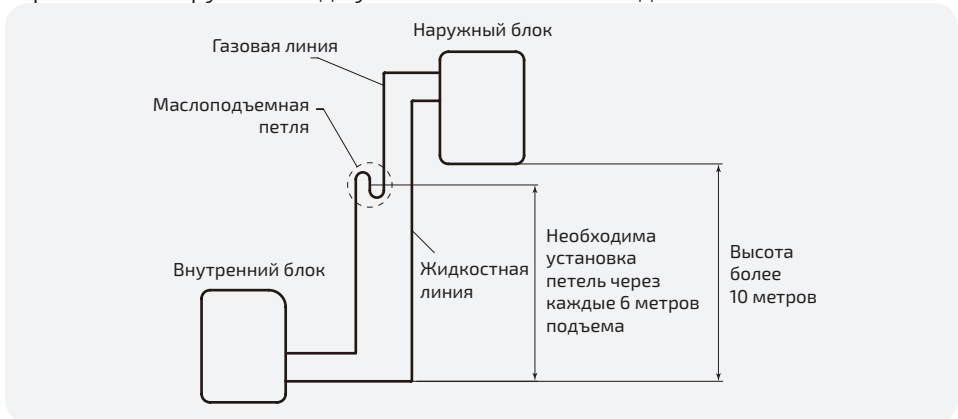 Наружный блок
Газовая линия
Маслоподъемная
петля
Внутренний блок
Жидкостная
линия
Необходима
установка
петель через
каждые 6 метров
подъема
Высота
более
10 метров